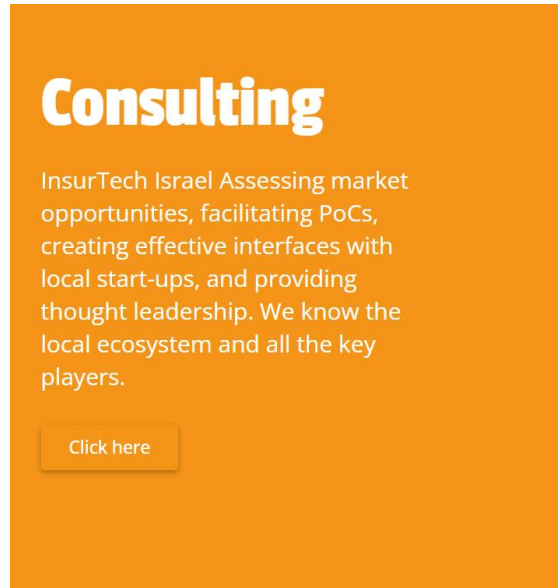 Consulting
InsurTech Israel Assessing market
opportunities, facilitating PoCs,
creating effective interfaces with
local start-ups, and providing
thought leadership. We know the
local ecosystem and all the key
players.
Click here